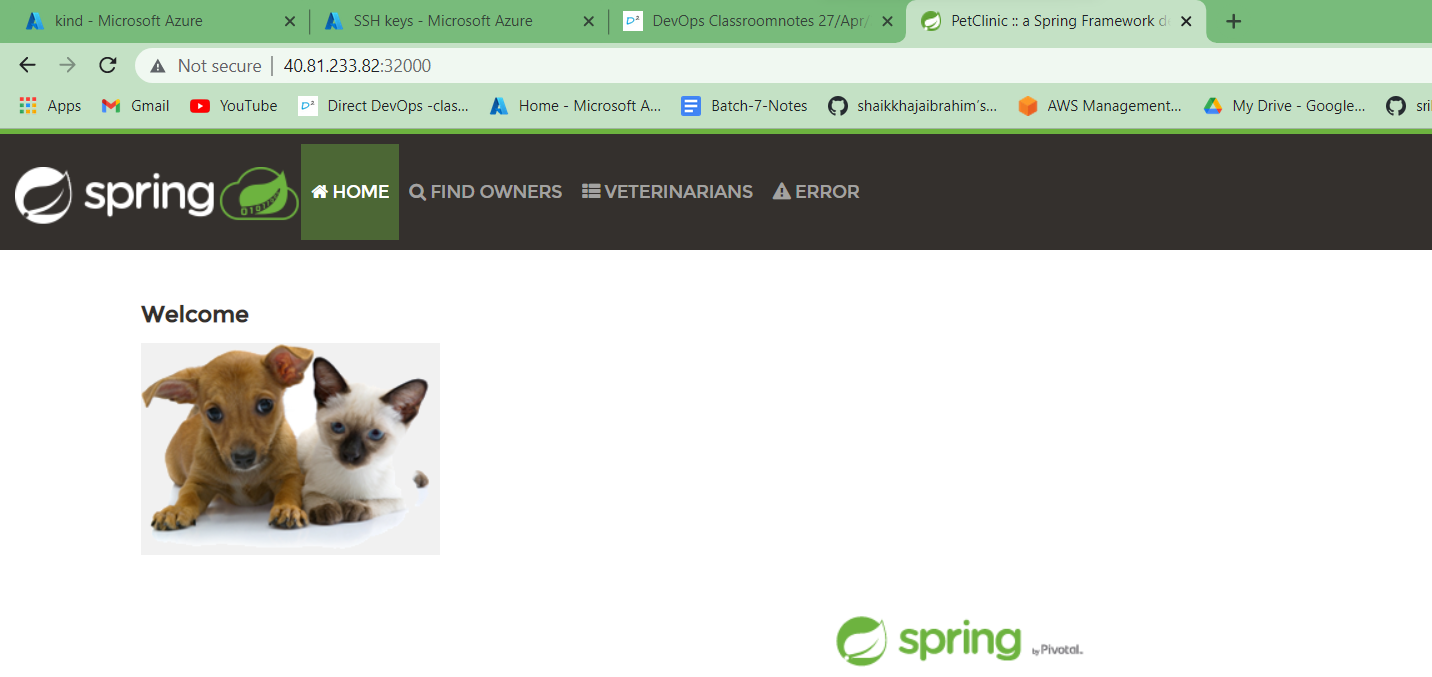 kind - Microsoft Azure SSH keys - Microsoft Azure DevOps Classroomnotes 27/Apr/ PetClinic :: a Spring Framework de
Not secure | 40.81.233.82:32000
Apps Gmail YouTube D² Direct DevOps -clas... Home - Microsoft A... Batch-7-Notes shaikkhajaibrahim's... AWS Management... My Drive - Google... sri
spring HOME FIND OWNERS VETERINARIANS ERROR
Welcome
spring by Pivotal